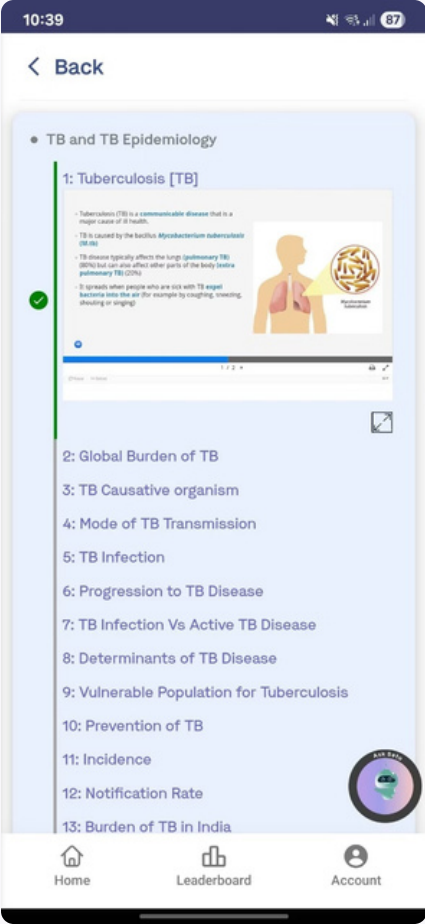 10:39
87
Back
TB and TB Epidemiology
1: Tuberculosis [TB]
- Tuberculosis (TB) is a communicable disease that is a
major cause of ill health.
- TB is caused by the bacillus Mycobacterium tuberculosis
(M.tb)
- TB disease typically affects the lungs (pulmonary TB)
(80%) but can also affect other parts of the body (extra
pulmonary TB) (20%)
- It spreads when people who are sick with TB expel
bacteria into the air (for example by coughing, sneezing,
shouting or singing)
Mycobacterium
tuberculosis
1 / 2
2: Global Burden of TB
3: TB Causative organism
4: Mode of TB Transmission
5: TB Infection
6: Progression to TB Disease
7: TB Infection Vs Active TB Disease
8: Determinants of TB Disease
9: Vulnerable Population for Tuberculosis
10: Prevention of TB
11: Incidence
12: Notification Rate
13: Burden of TB in India
Home
Leaderboard
Account